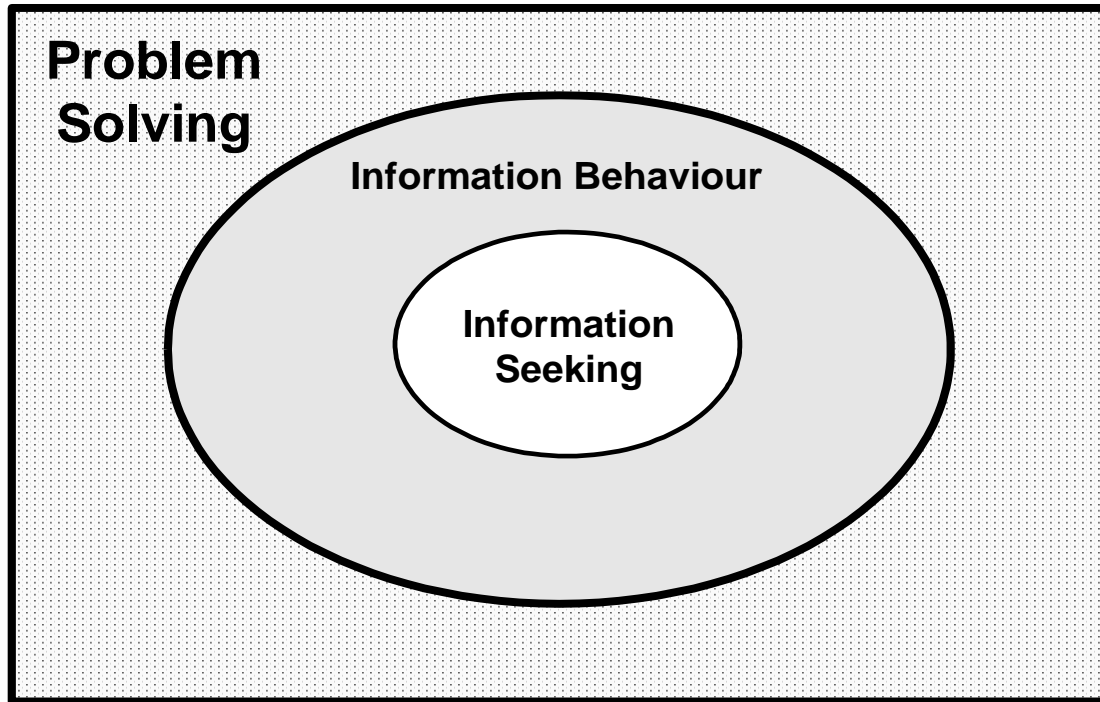 Problem
Solving
Information Behaviour
Information
Seeking